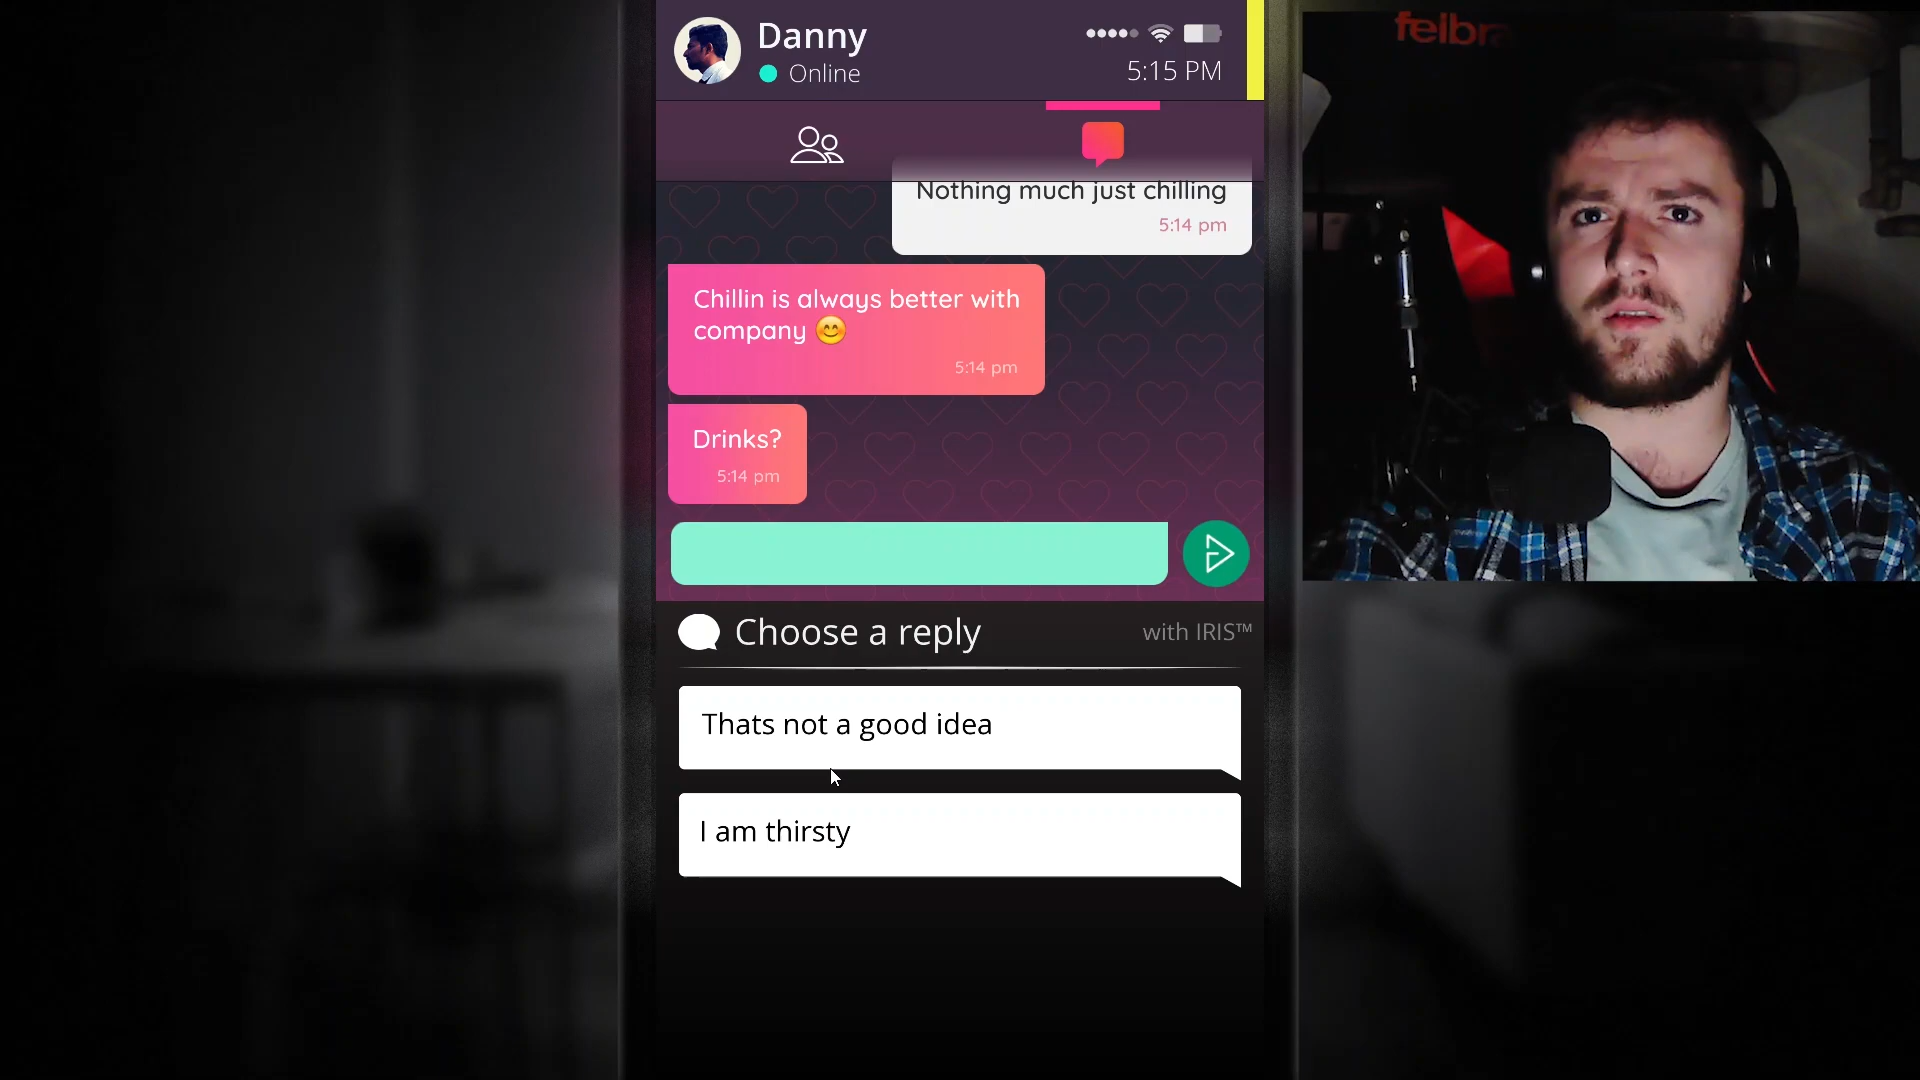 Danny
Online
5:15 PM
Nothing much just chilling
5:14 pm
Chillin is always better with
company 😊
5:14 pm
Drinks?
5:14 pm
Choose a reply
with IRIS™
Thats not a good idea
I am thirsty